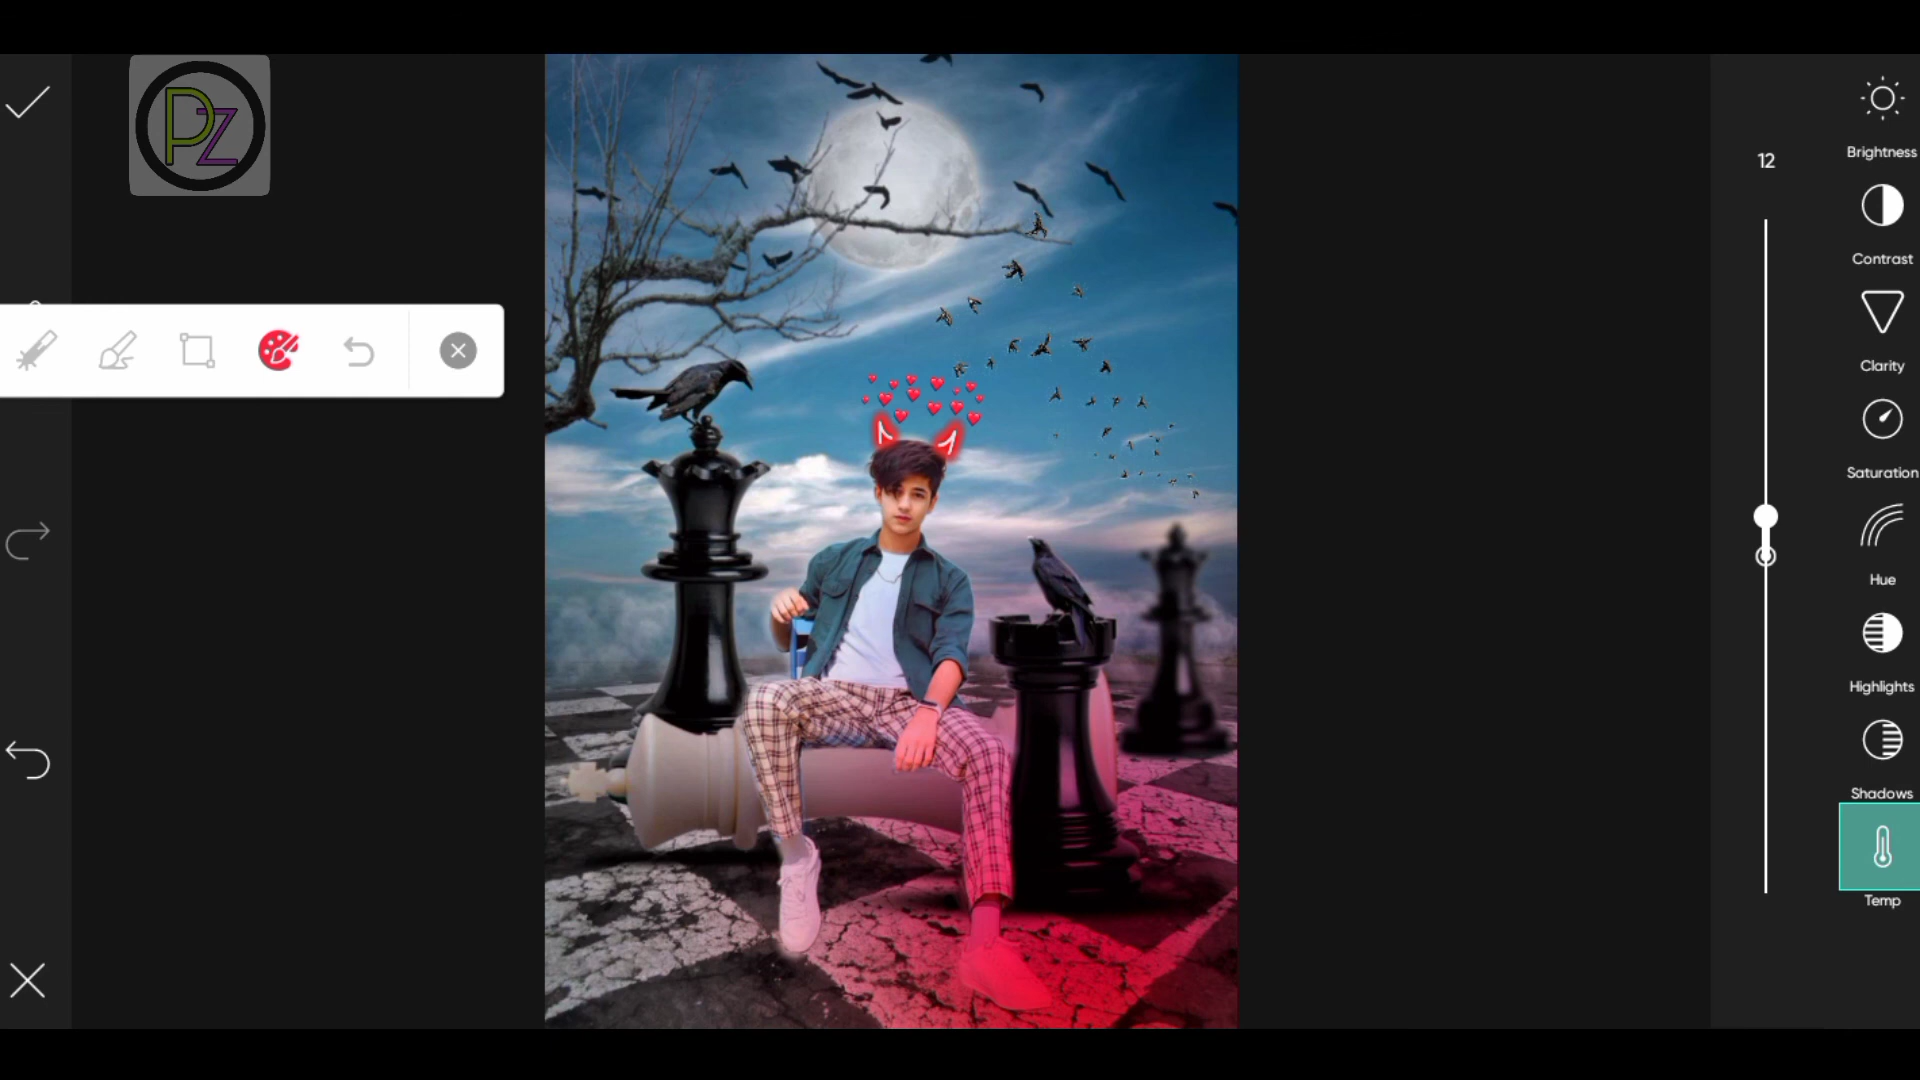 PZ
12
Brightness
Contrast
Clarity
Saturation
Hue
Highlights
Shadows
Temp